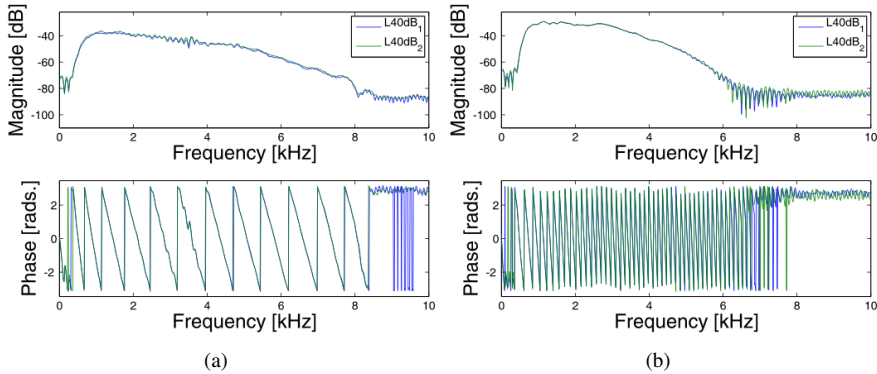 L40dB1
L40dB2
-40
-60
-80
-100
Magnitude [dB]
0 2 4 6 8 10
Frequency [kHz]
2
0
-2
Phase [rads.]
0 2 4 6 8 10
Frequency [kHz]
(a)
L40dB1
L40dB2
-40
-60
-80
-100
Magnitude [dB]
0 2 4 6 8 10
Frequency [kHz]
2
0
-2
Phase [rads.]
0 2 4 6 8 10
Frequency [kHz]
(b)